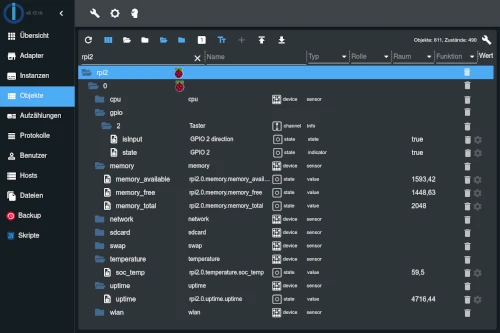 Übersicht
Adapter
Instanzen
Objekte
Aufzählungen
Protokolle
Benutzer
Hosts
Dateien
Backup
Skripte
Objekte: 811, Zustände: 490
rpi2 Name Typ Rolle Raum Funktion Wert
rpi2
0
cpu cpu device sensor
gpio
2 Taster channel info
isInput GPIO 2 direction state state true
state GPIO 2 state indicator true
memory memory device sensor
memory_available rpi2.0.memory.memory_avail... state value 1593,42
memory_free rpi2.0.memory.memory_free state value 1448,63
memory_total rpi2.0.memory.memory_total state value 2048
network network device sensor
sdcard sdcard device sensor
swap swap device sensor
temperature temperature device sensor
soc_temp rpi2.0.temperature.soc_temp state value 59,5
uptime uptime device sensor
uptime rpi2.0.uptime.uptime state value 4716,44
wlan wlan device sensor